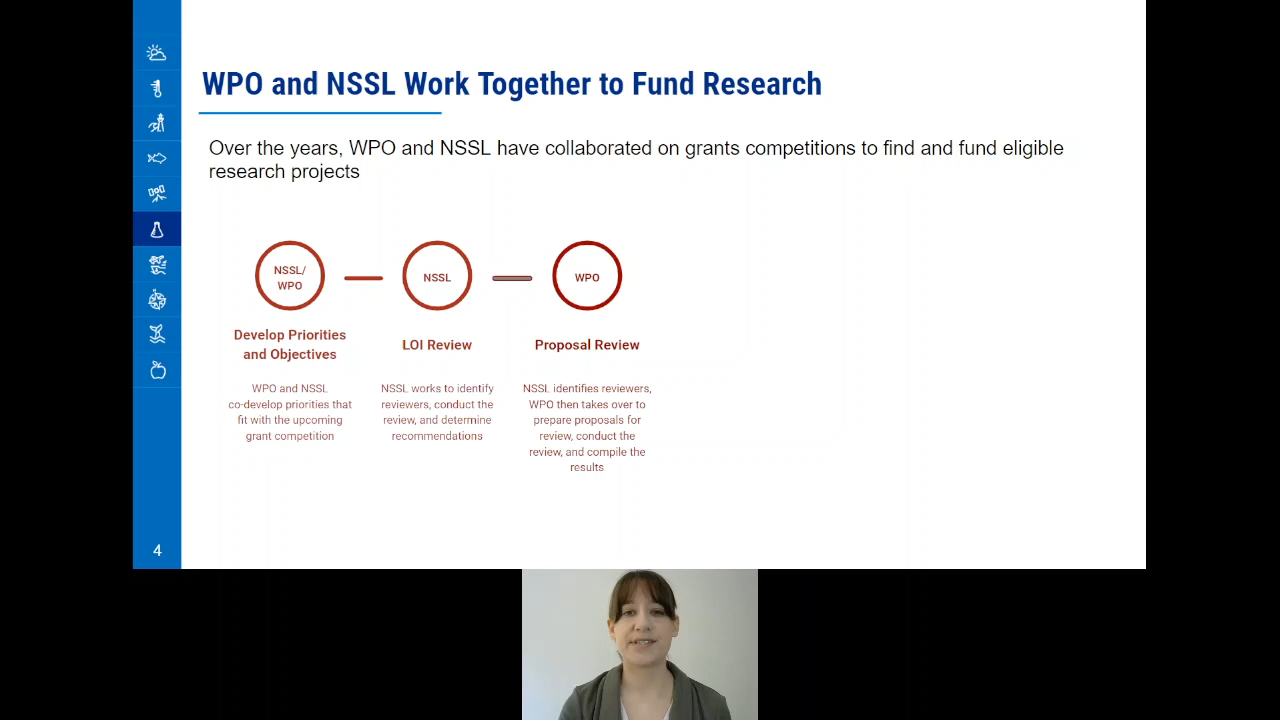 WPO and NSSL Work Together to Fund Research
Over the years, WPO and NSSL have collaborated on grants competitions to find and fund eligible
research projects
NSSL/
WPO
Develop Priorities
and Objectives
WPO and NSSL
co-develop priorities that
fit with the upcoming
grant competition
NSSL
LOI Review
NSSL works to identify
reviewers, conduct the
review, and determine
recommendations
WPO
Proposal Review
NSSL identifies reviewers,
WPO then takes over to
prepare proposals for
review, conduct the
review, and compile the
results
4